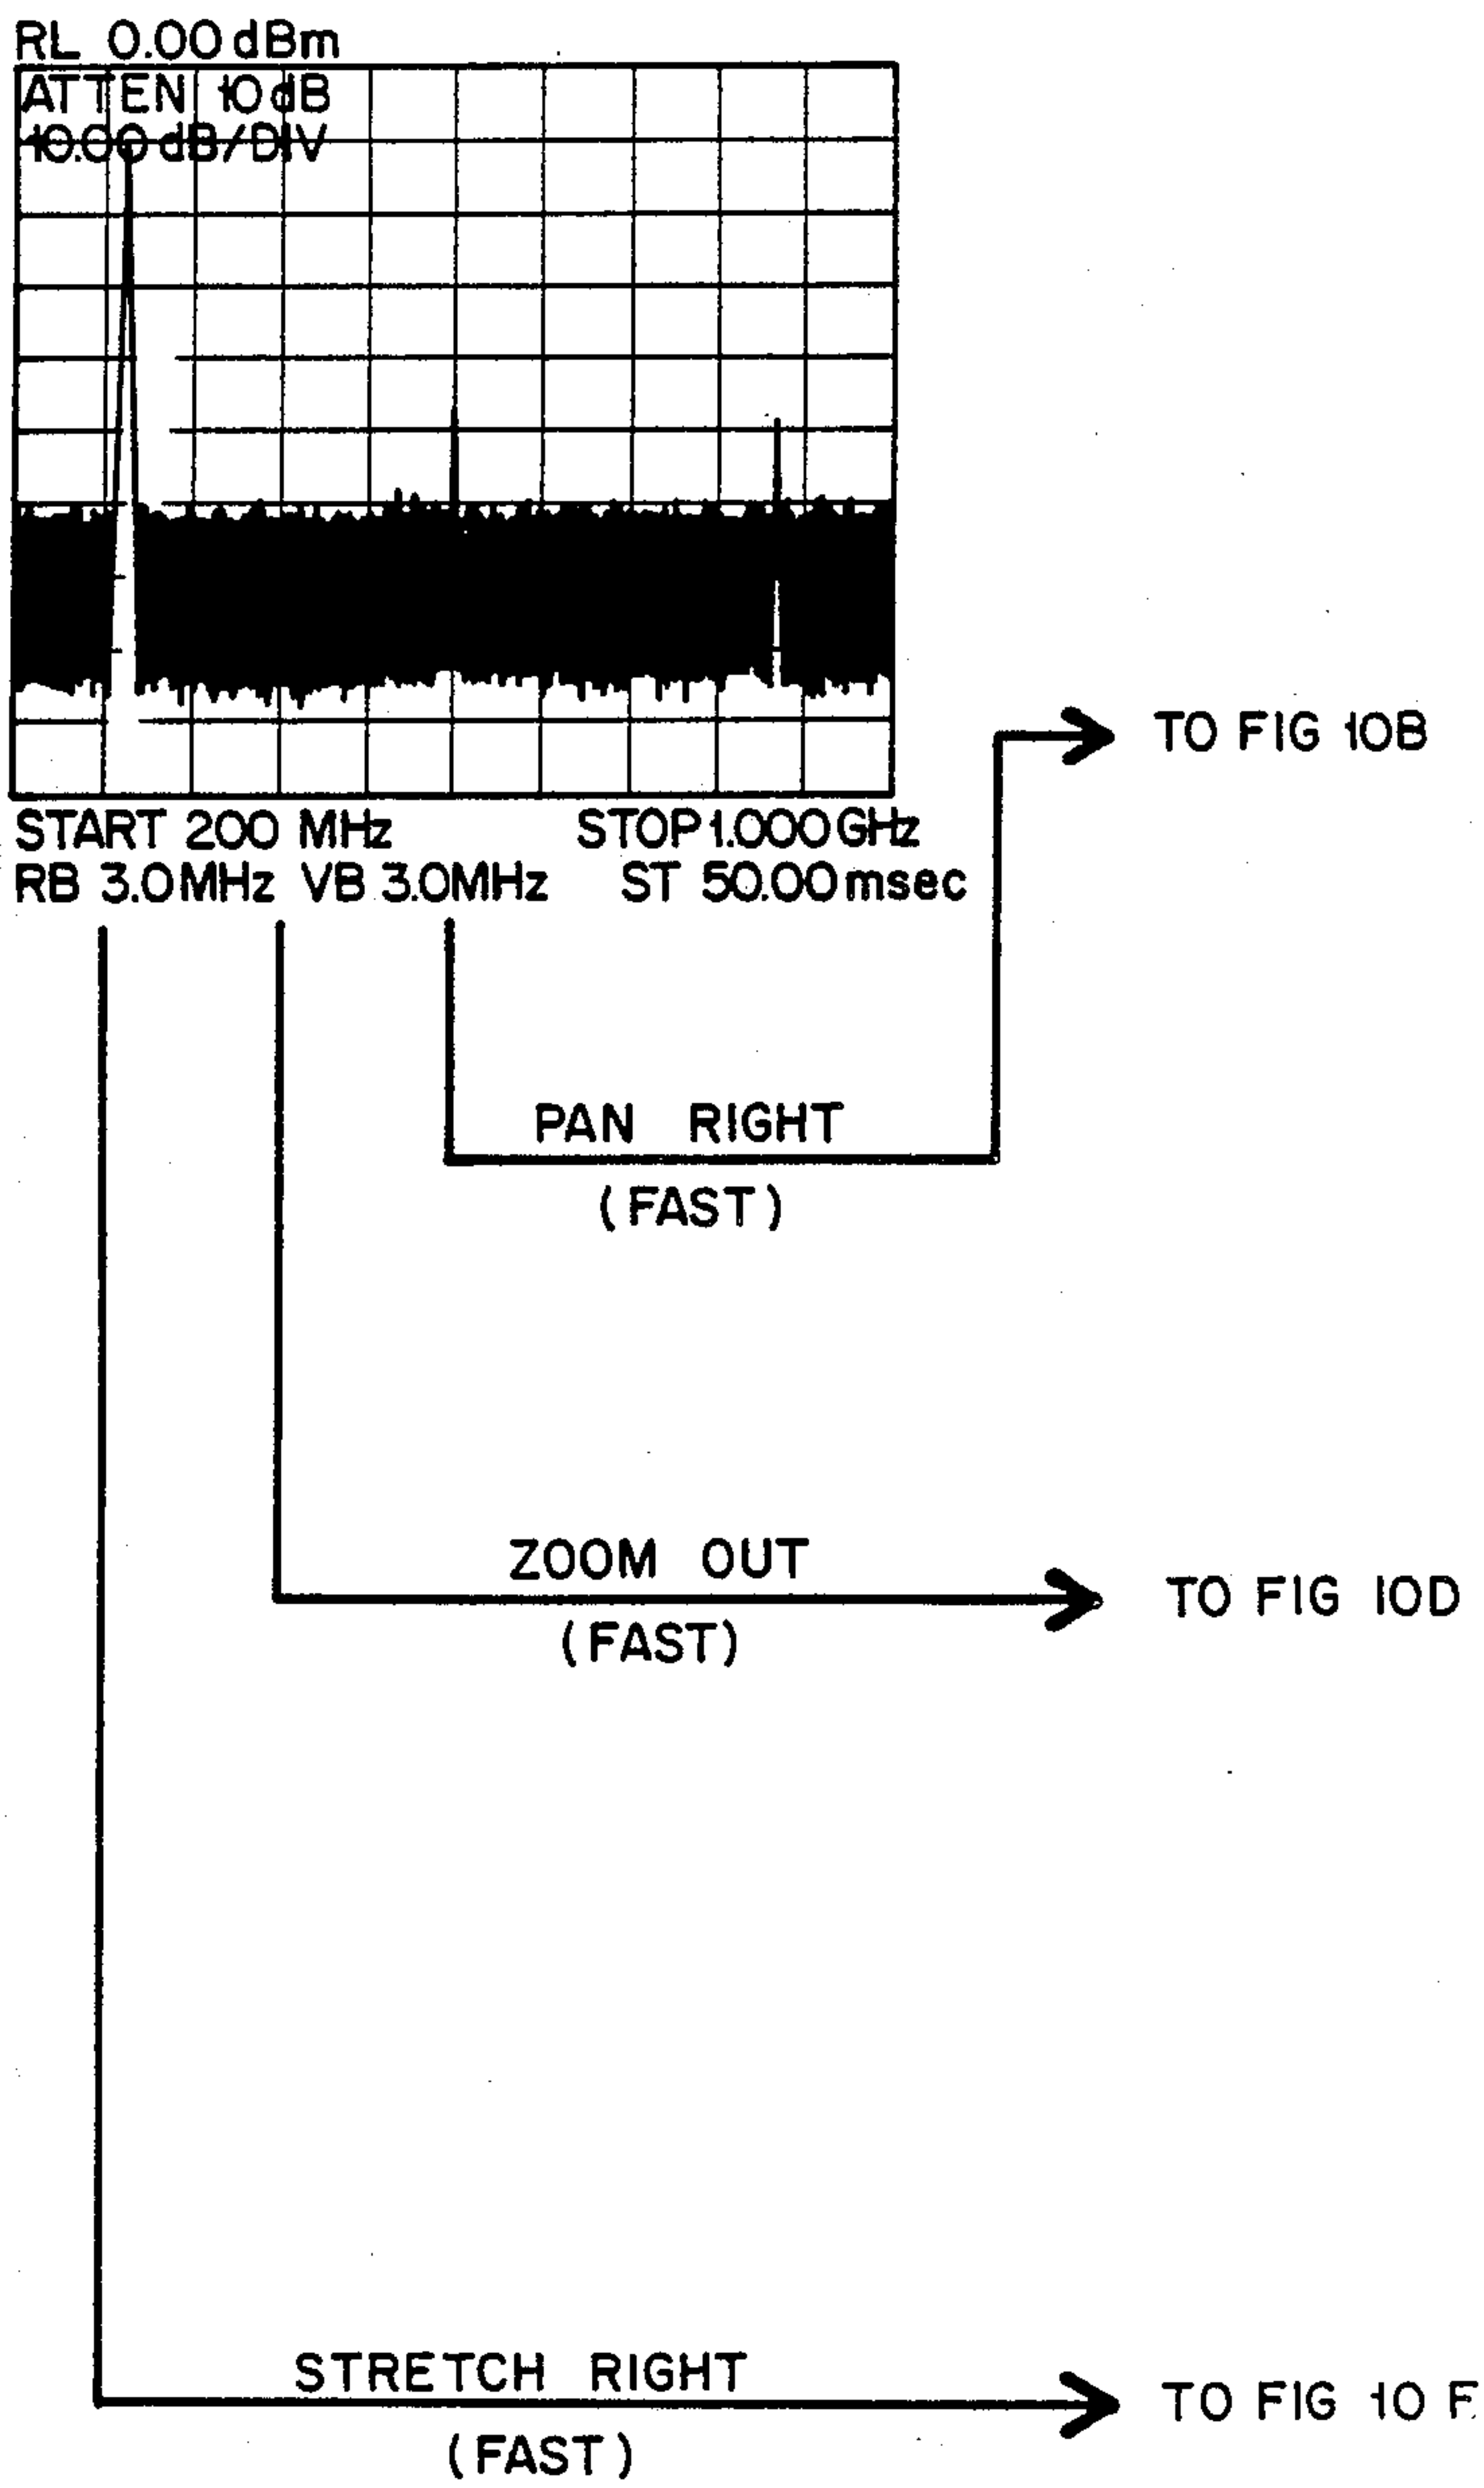 RL 0.00 dBm
ATTEN 10 dB
10.00 dB/DIV
START 200 MHz STOP 1.000 GHz
RB 3.0 MHz VB 3.0 MHz ST 50.00 msec
TO FIG 10B
PAN RIGHT
(FAST)
ZOOM OUT
TO FIG 10D
(FAST)
STRETCH RIGHT
TO FIG 10 F
(FAST)